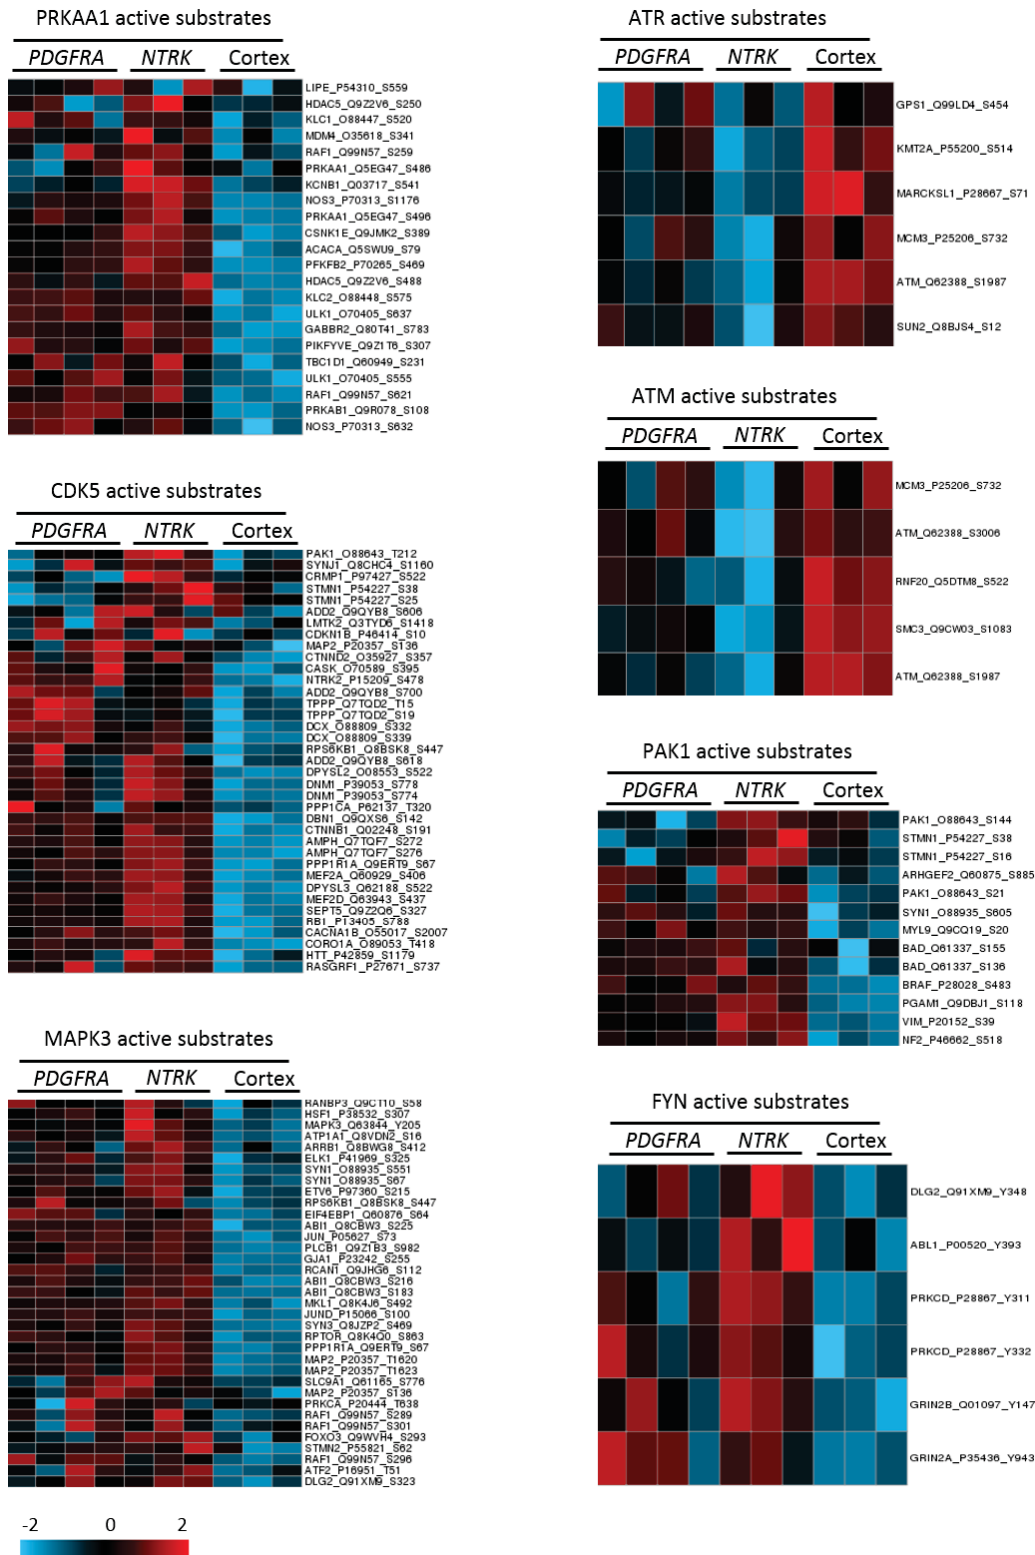 PRKAA1 active substrates
PDGFRA NTRK Cortex
LIPE_P54310_S559
HDAC5_Q9Z2V6_S250
KLC1_O88447_S520
MDM4_O35618_S341
RAF1_Q99N57_S259
PRKAA1_Q5EG47_S486
KCNB1_Q03717_S541
NOS3_P70313_S1176
PRKAA1_Q5EG47_S496
CSNK1E_Q9JMK2_S389
ACACA_Q5SWU9_S79
PFKFB2_P70265_S469
HDAC5_Q9Z2V6_S488
KLC2_O88448_S575
ULK1_O70405_S637
GABBR2_Q80T41_S783
PIKFYVE_Q9Z1T6_S307
TBC1D1_Q60949_S231
ULK1_O70405_S555
RAF1_Q99N57_S621
PRKAB1_Q9R078_S108
NOS3_P70313_S632
CDK5 active substrates
PDGFRA NTRK Cortex
PAK1_O88643_T212
SYNJ1_Q8CHC4_S1160
CRMP1_P97427_S522
STMN1_P54227_S38
STMN1_P54227_S25
ADD2_Q9QYB8_S606
LMTK2_Q3TYD6_S1418
CDKN1B_P46414_S10
MAP2_P20357_S136
CTNND2_O35927_S357
CASK_O70589_S395
NTRK2_P15209_S478
ADD2_Q9QYB8_S700
TPPP_Q7TQD2_T15
TPPP_Q7TQD2_S19
DCX_O88809_S332
DCX_O88809_S339
RPS6KB1_Q8BSK8_S447
ADD2_Q9QYB8_S618
DPYSL2_O08553_S522
DNM1_P39053_S778
DNM1_P39053_S774
PPP1CA_P62137_T320
DBN1_Q9QXS6_S142
CTNNB1_Q02248_S191
AMPH_Q7TQF7_S272
AMPH_Q7TQF7_S276
PPP1R1A_Q9ERT9_S67
MEF2A_Q60929_S406
DPYSL3_Q62188_S522
MEF2D_Q63943_S437
SEPT5_Q9Z2Q6_S327
RB1_P13405_S788
CACNA1B_O55017_S2007
CORO1A_O89053_T418
HTT_P42859_S1179
RASGRF1_P27671_S737
MAPK3 active substrates
PDGFRA NTRK Cortex
RANBP3_Q9CT10_S58
HSF1_P38532_S307
MAPK3_Q63844_Y205
ATP1A1_Q8VDN2_S16
ARRB1_Q8BWG8_S412
ELK1_P41969_S325
SYN1_O88935_S551
SYN1_O88935_S67
ETV6_P97360_S215
RPS6KB1_Q8BSK8_S447
EIF4EBP1_Q60876_S64
ABI1_Q8CBW3_S225
JUN_P05627_S73
PLCB1_Q9Z1B3_S982
GJA1_P23242_S255
RCAN1_Q9JHG6_S112
ABI1_Q8CBW3_S216
ABI1_Q8CBW3_S183
MKL1_Q8K4J6_S492
JUND_P15066_S100
SYN3_Q8JZP2_S469
RPTOR_Q8K4Q0_S863
PPP1R1A_Q9ERT9_S67
MAP2_P20357_T1620
MAP2_P20357_T1623
SLC9A1_Q61165_S776
MAP2_P20357_S136
PRKCA_P20444_T638
RAF1_Q99N57_S289
RAF1_Q99N57_S301
FOXO3_Q9WVH4_S293
STMN2_P55821_S62
RAF1_Q99N57_S296
ATF2_P16951_T51
DLG2_Q91XM9_S323
-2 0 2
ATR active substrates
PDGFRA NTRK Cortex
GPS1_Q99LD4_S454
KMT2A_P55200_S514
MARCKSL1_P28667_S71
MCM3_P25206_S732
ATM_Q62388_S1987
SUN2_Q8BJS4_S12
ATM active substrates
PDGFRA NTRK Cortex
MCM3_P25206_S732
ATM_Q62388_S3006
RNF20_Q5DTM8_S522
SMC3_Q9CW03_S1083
ATM_Q62388_S1987
PAK1 active substrates
PDGFRA NTRK Cortex
PAK1_O88643_S144
STMN1_P54227_S38
STMN1_P54227_S16
ARHGEF2_Q60875_S885
PAK1_O88643_S21
SYN1_O88935_S605
MYL9_Q9CQ19_S20
BAD_Q61337_S155
BAD_Q61337_S136
BRAF_P28028_S483
PGAM1_Q9DBJ1_S118
VIM_P20152_S39
NF2_P46662_S518
FYN active substrates
PDGFRA NTRK Cortex
DLG2_Q91XM9_Y348
ABL1_P00520_Y393
PRKCD_P28867_Y311
PRKCD_P28867_Y332
GRIN2B_Q01097_Y147
GRIN2A_P35436_Y943